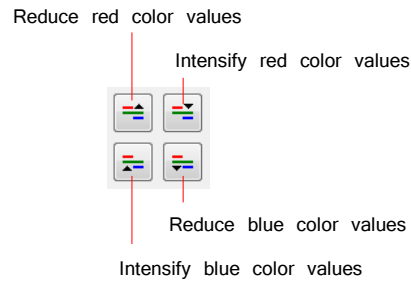 Reduce red color values
Intensify red color values
Reduce blue color values
Intensify blue color values